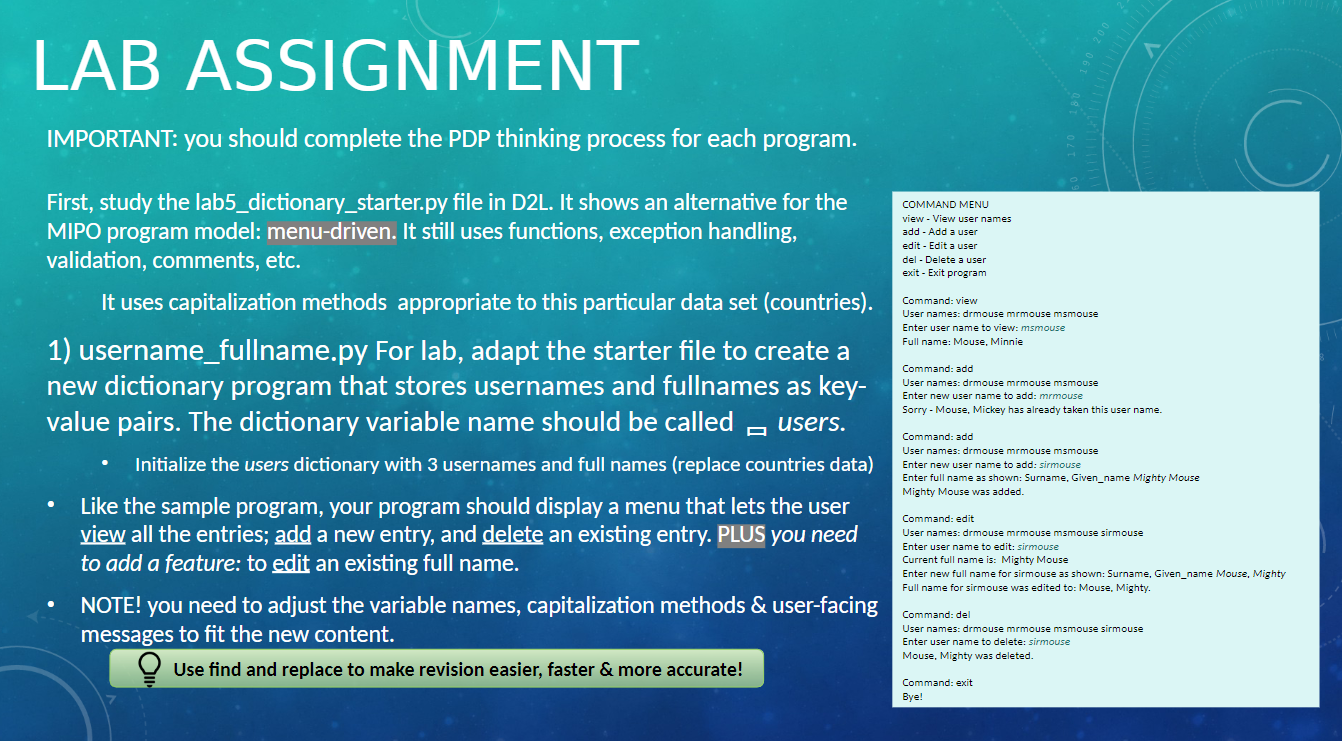 LAB ASSIGNMENT
IMPORTANT: you should complete the PDP thinking process for each program.
First, study the lab5_dictionary_starter.py file in D2L. It shows an alternative for the
MIPO program model: menu-driven. It still uses functions, exception handling,
validation, comments, etc.
It uses capitalization methods  appropriate to this particular data set (countries).
1) username_fullname.py For lab, adapt the starter file to create a
new dictionary program that stores usernames and fullnames as key-
value pairs. The dictionary variable name should be called users.
• Initialize the users dictionary with 3 usernames and full names (replace countries data)
• Like the sample program, your program should display a menu that lets the user
view all the entries; add a new entry, and delete an existing entry. PLUS you need
to add a feature: to edit an existing full name.
• NOTE! you need to adjust the variable names, capitalization methods & user-facing
messages to fit the new content.
Use find and replace to make revision easier, faster & more accurate!
COMMAND MENU
view - View user names
add - Add a user
edit - Edit a user
del - Delete a user
exit - Exit program
Command: view
User names: drmouse mrmouse msmouse
Enter user name to view: msmouse
Full name: Mouse, Minnie
Command: add
User names: drmouse mrmouse msmouse
Enter new user name to add: mrmouse
Sorry - Mouse, Mickey has already taken this user name.
Command: add
User names: drmouse mrmouse msmouse
Enter new user name to add: sirmouse
Enter full name as shown: Surname, Given_name Mighty Mouse
Mighty Mouse was added.
Command: edit
User names: drmouse mrmouse msmouse sirmouse
Enter user name to edit: sirmouse
Current full name is:  Mighty Mouse
Enter new full name for sirmouse as shown: Surname, Given_name Mouse, Mighty
Full name for sirmouse was edited to: Mouse, Mighty.
Command: del
User names: drmouse mrmouse msmouse sirmouse
Enter user name to delete: sirmouse
Mouse, Mighty was deleted.
Command: exit
Bye!